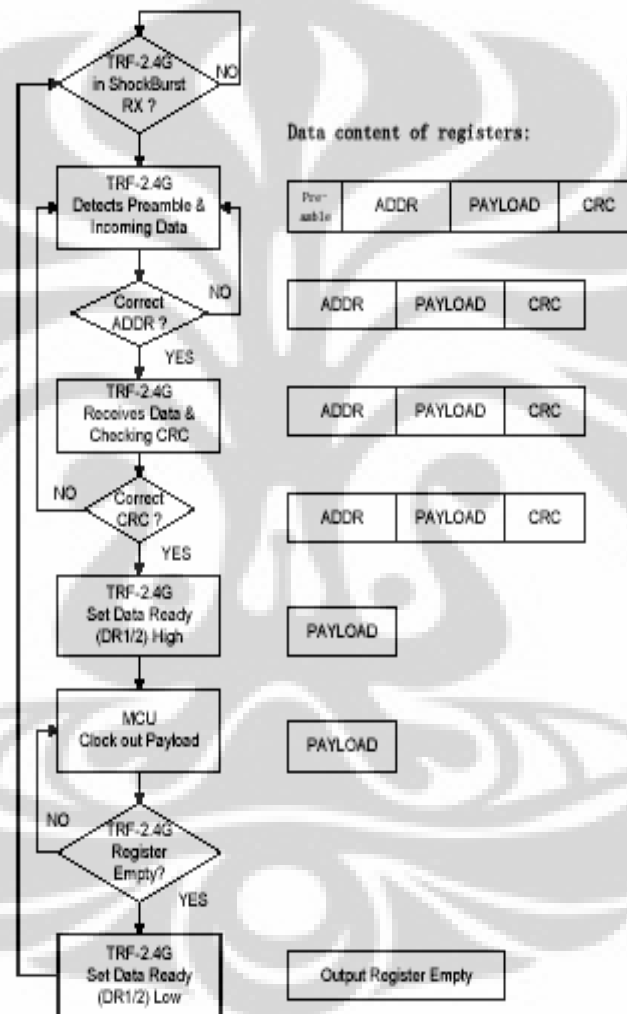 TRF-2.4G
in ShockBurst
RX ?
NO
Data content of registers:
TRF-2.4G
Detects Preamble &
Incoming Data
Pre-
amble
ADDR
PAYLOAD
CRC
Correct
ADDR ?
NO
YES
ADDR
PAYLOAD
CRC
TRF-2.4G
Receives Data &
Checking CRC
ADDR
PAYLOAD
CRC
Correct
CRC ?
NO
YES
ADDR
PAYLOAD
CRC
TRF-2.4G
Set Data Ready
(DR1/2) High
PAYLOAD
MCU
Clock out Payload
PAYLOAD
NO
TRF-2.4G
Register
Empty?
YES
TRF-2.4G
Set Data Ready
(DR1/2) Low
Output Register Empty